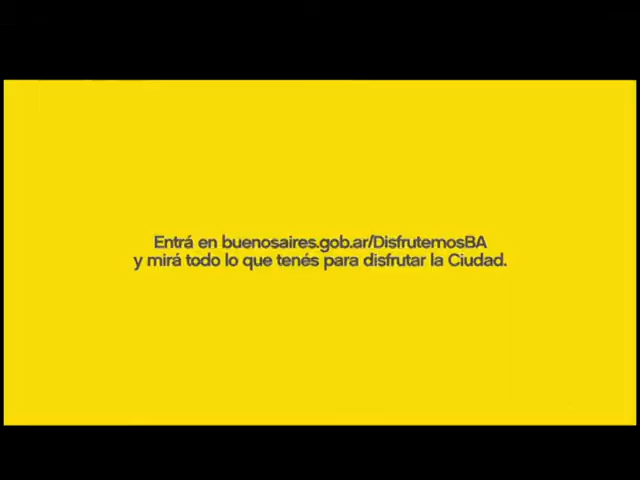 Entrá en buenosaires.gob.ar/DisfrutemosBA
y mirá todo lo que tenés para disfrutar la Ciudad.